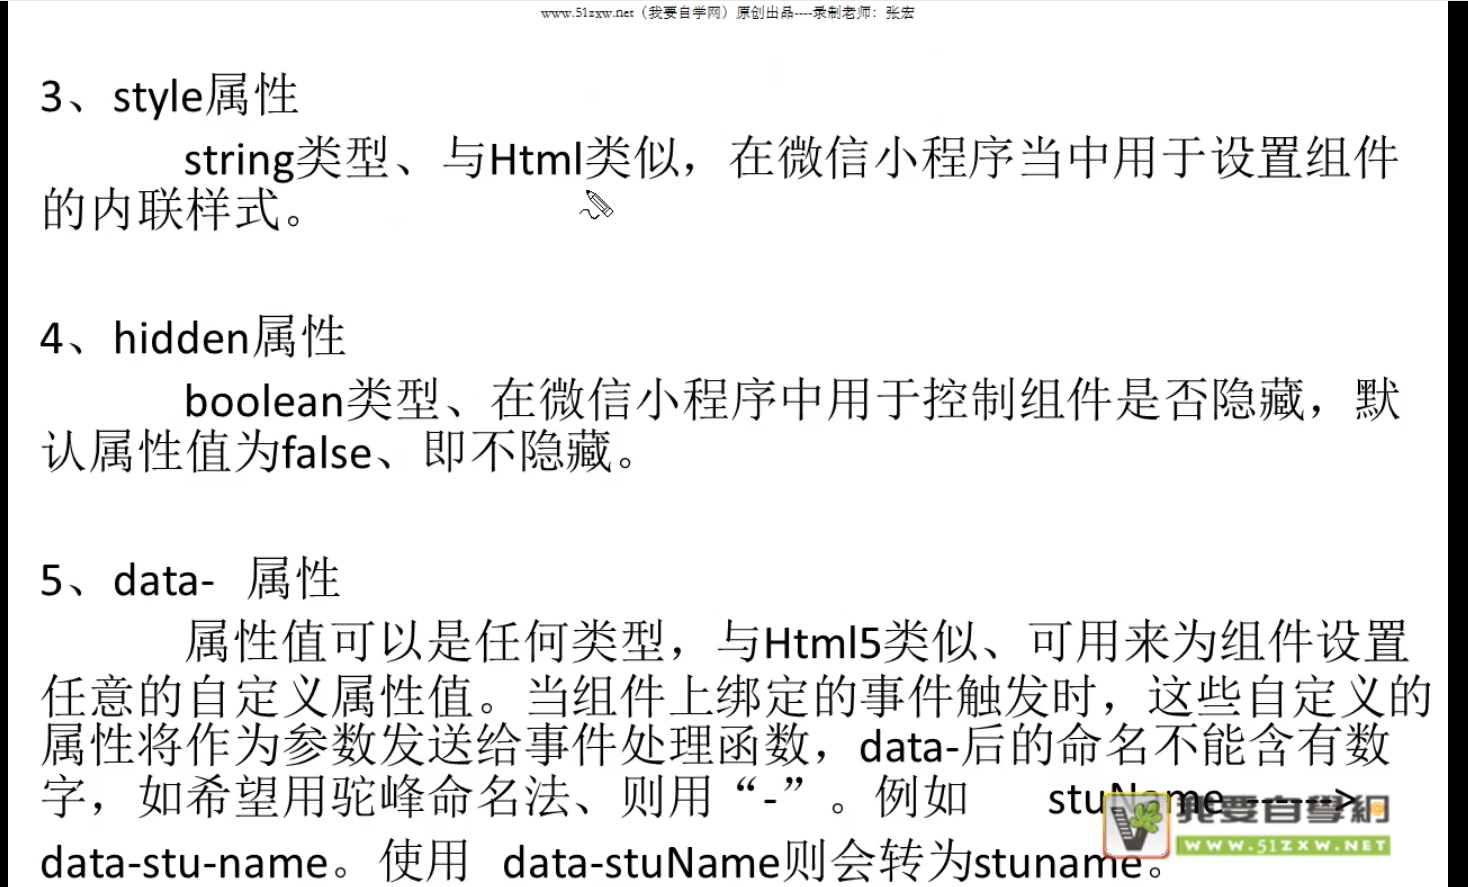 www.51zxw.net（我要自学网）原创出品----录制老师：张宏
3、style属性
string类型、与Html类似，在微信小程序当中用于设置组件
的内联样式。
4、hidden属性
boolean类型、在微信小程序中用于控制组件是否隐藏，默
认属性值为false、即不隐藏。
5、data- 属性
属性值可以是任何类型，与Html5类似、可用来为组件设置
任意的自定义属性值。当组件上绑定的事件触发时，这些自定义的
属性将作为参数发送给事件处理函数，data-后的命名不能含有数
字，如希望用驼峰命名法、则用“-”。例如 stuName ------->
data-stu-name。使用 data-stuName则会转为stuname。
我要自學網
WWW.51ZXW.NET